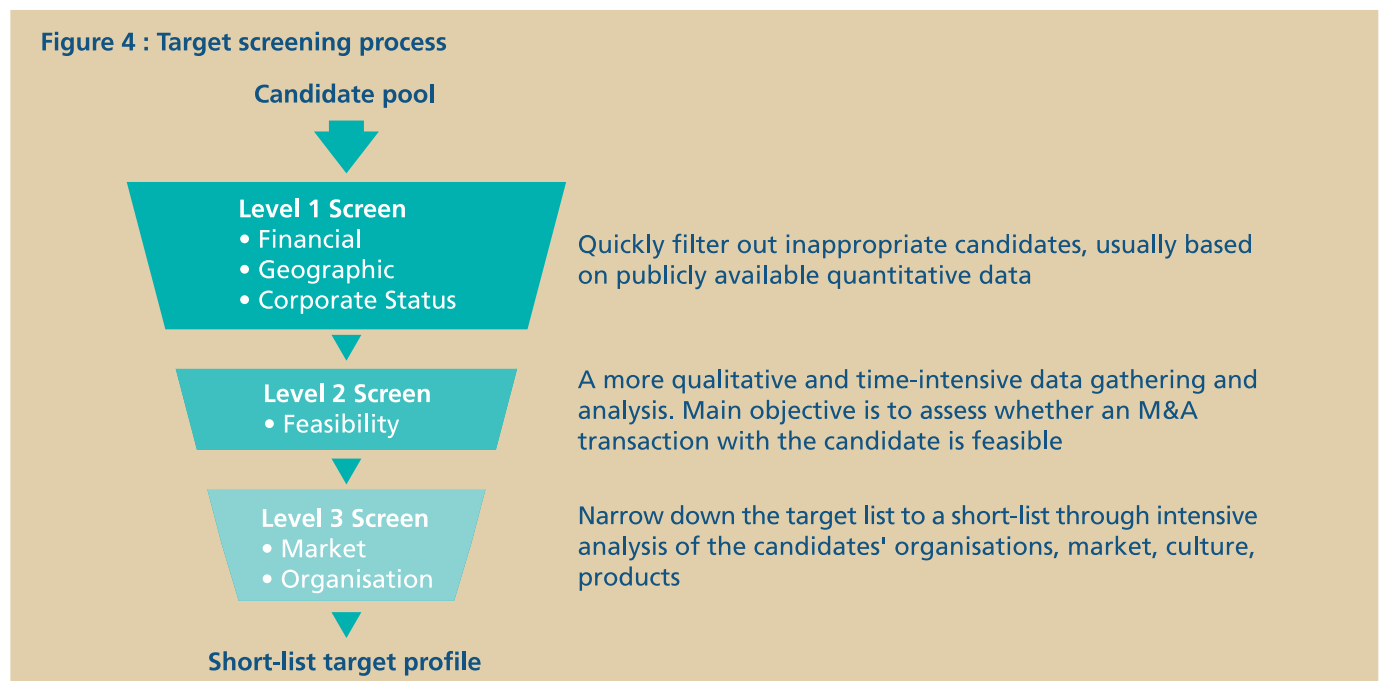 Figure 4 : Target screening process
Candidate pool
Level 1 Screen
• Financial
• Geographic
• Corporate Status
Quickly filter out inappropriate candidates, usually based
on publicly available quantitative data
Level 2 Screen
• Feasibility
A more qualitative and time-intensive data gathering and
analysis. Main objective is to assess whether an M&A
transaction with the candidate is feasible
Level 3 Screen
• Market
• Organisation
Narrow down the target list to a short-list through intensive
analysis of the candidates' organisations, market, culture,
products
Short-list target profile